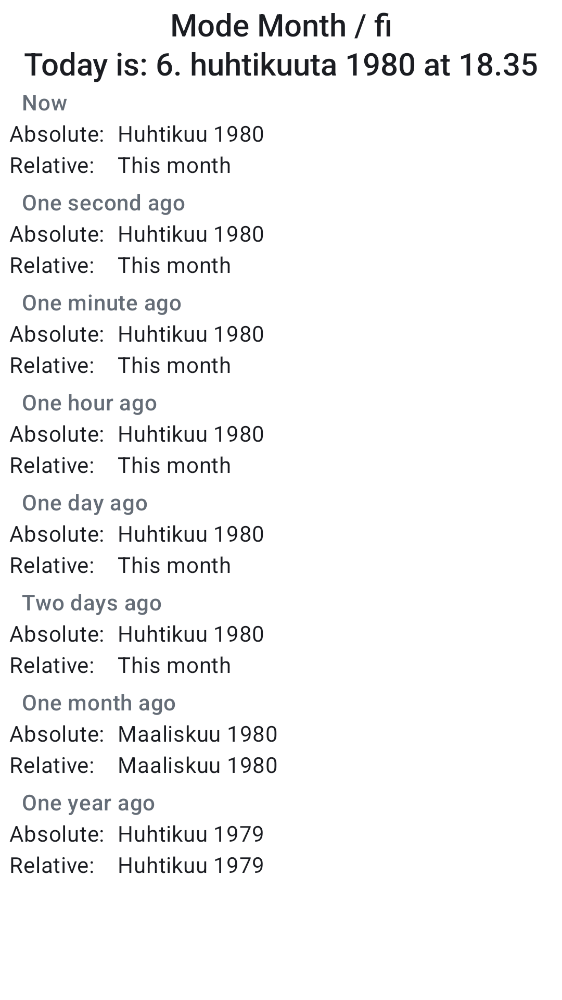 Mode Month / fi
Today is: 6. huhtikuuta 1980 at 18.35
Now
Absolute: Huhtikuu 1980
Relative: This month
One second ago
Absolute: Huhtikuu 1980
Relative: This month
One minute ago
Absolute: Huhtikuu 1980
Relative: This month
One hour ago
Absolute: Huhtikuu 1980
Relative: This month
One day ago
Absolute: Huhtikuu 1980
Relative: This month
Two days ago
Absolute: Huhtikuu 1980
Relative: This month
One month ago
Absolute: Maaliskuu 1980
Relative: Maaliskuu 1980
One year ago
Absolute: Huhtikuu 1979
Relative: Huhtikuu 1979